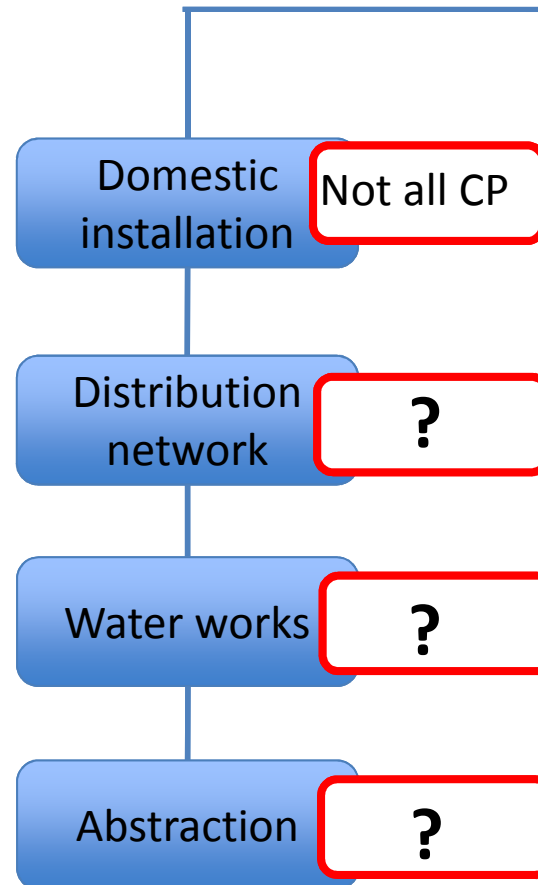 Domestic
installation
Not all CP
Distribution
network
?
Water works
?
Abstraction
?